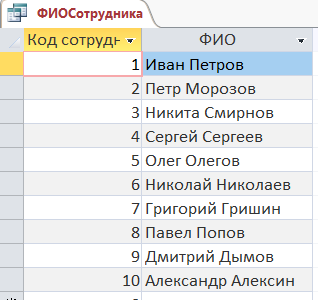 ФИОСотрудника
Код сотрудн ФИО
1 Иван Петров
2 Петр Морозов
3 Никита Смирнов
4 Сергей Сергеев
5 Олег Олегов
6 Николай Николаев
7 Григорий Гришин
8 Павел Попов
9 Дмитрий Дымов
10 Александр Алексин